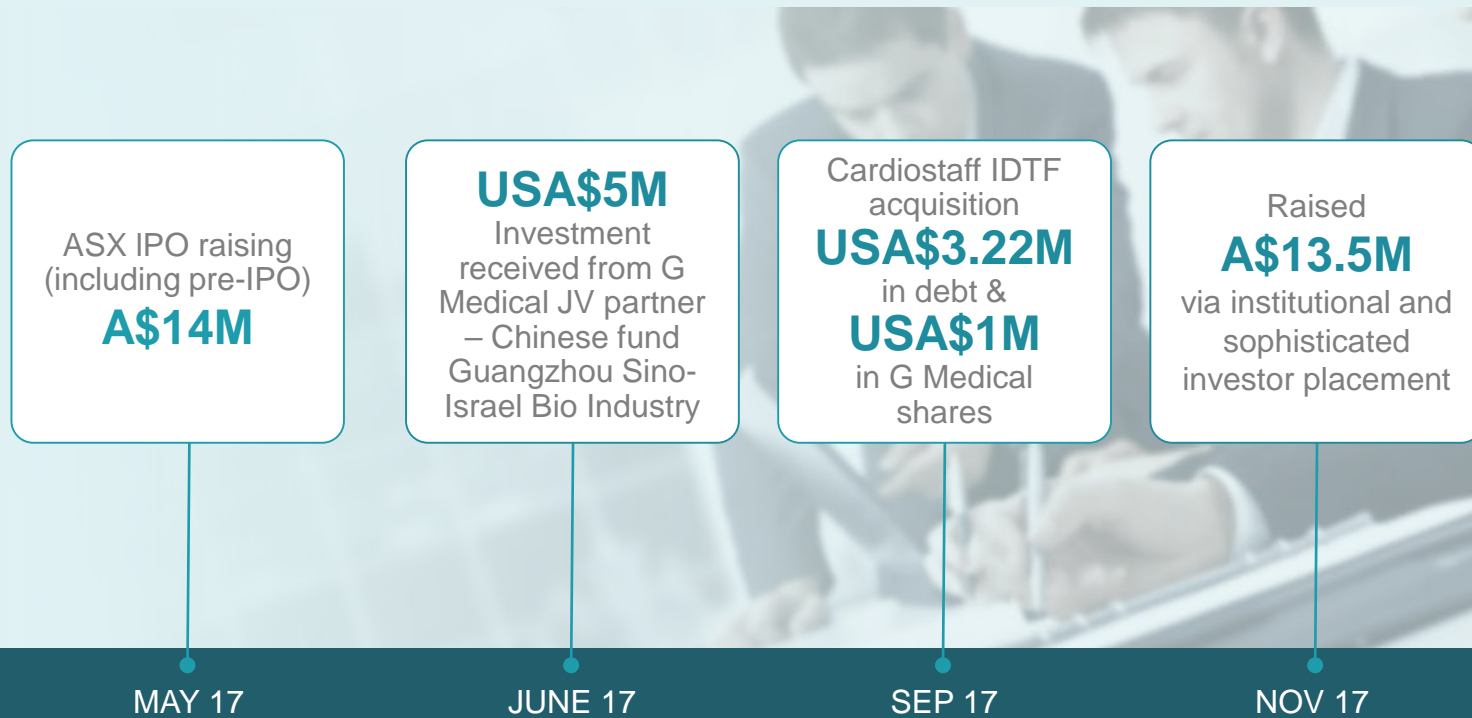 ASX IPO raising
(including pre-IPO)
A$14M
USA$5M
Investment
received from G
Medical JV partner
– Chinese fund
Guangzhou Sino-
Israel Bio Industry
Cardiostaff IDTF
acquisition
USA$3.22M
in debt &
USA$1M
in G Medical
shares
Raised
A$13.5M
via institutional and
sophisticated
investor placement
MAY 17
JUNE 17
SEP 17
NOV 17